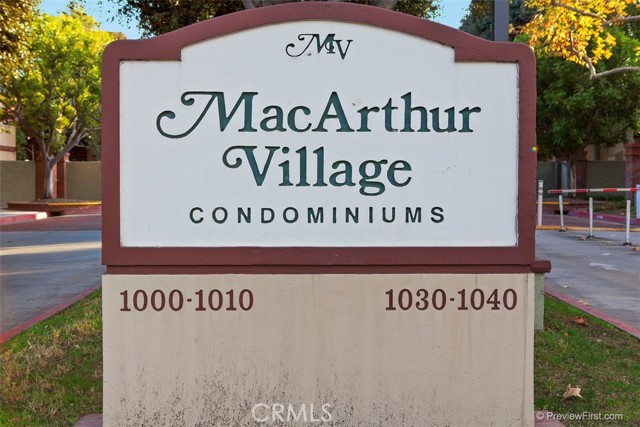 MV
MacArthur
Village
CONDOMINIUMS
1000-1010 1030-1040
CRMLS
© PreviewFirst.com